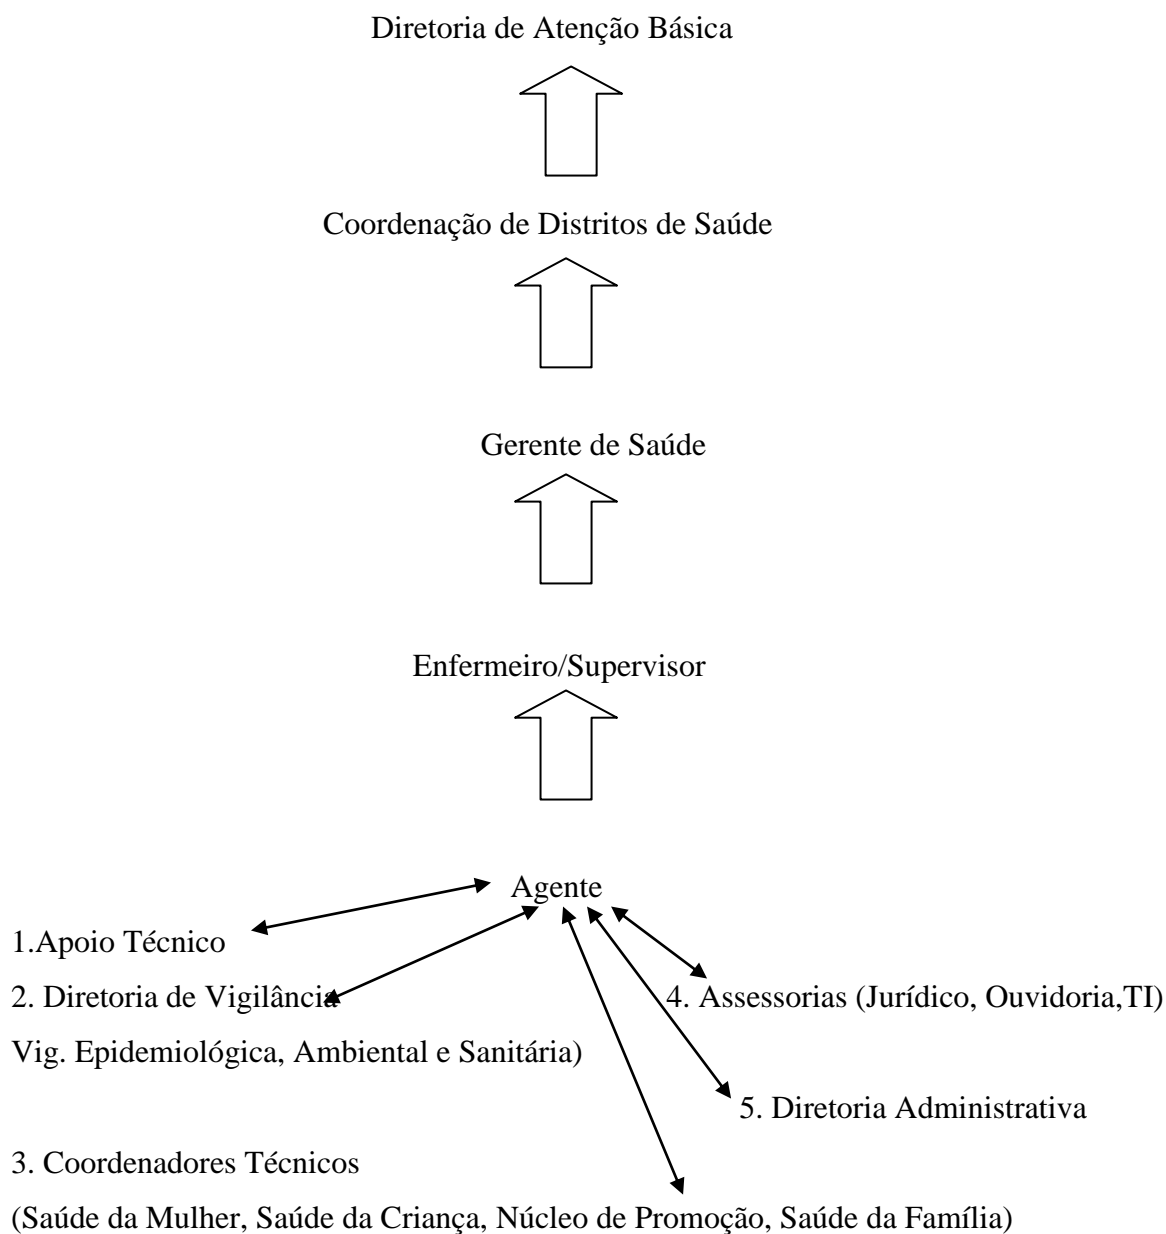 Diretoria de Atenção Básica
Coordenação de Distritos de Saúde
Gerente de Saúde
Enfermeiro/Supervisor
Agente
1.Apoio Técnico
2. Diretoria de Vigilância
Vig. Epidemiológica, Ambiental e Sanitária)
4. Assessorias (Jurídico, Ouvidoria,TI)
5. Diretoria Administrativa
3. Coordenadores Técnicos
(Saúde da Mulher, Saúde da Criança, Núcleo de Promoção, Saúde da Família)